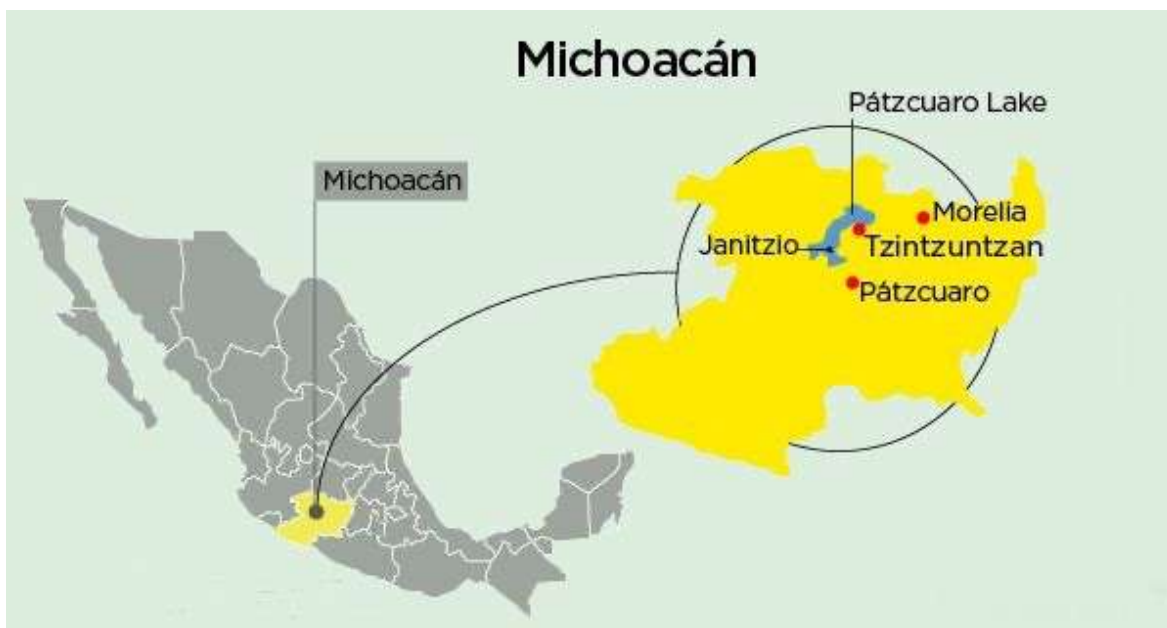 Michoacán
Pátzcuaro Lake
Michoacán
Morelia
Janitzio
Tzintzuntzan
Pátzcuaro